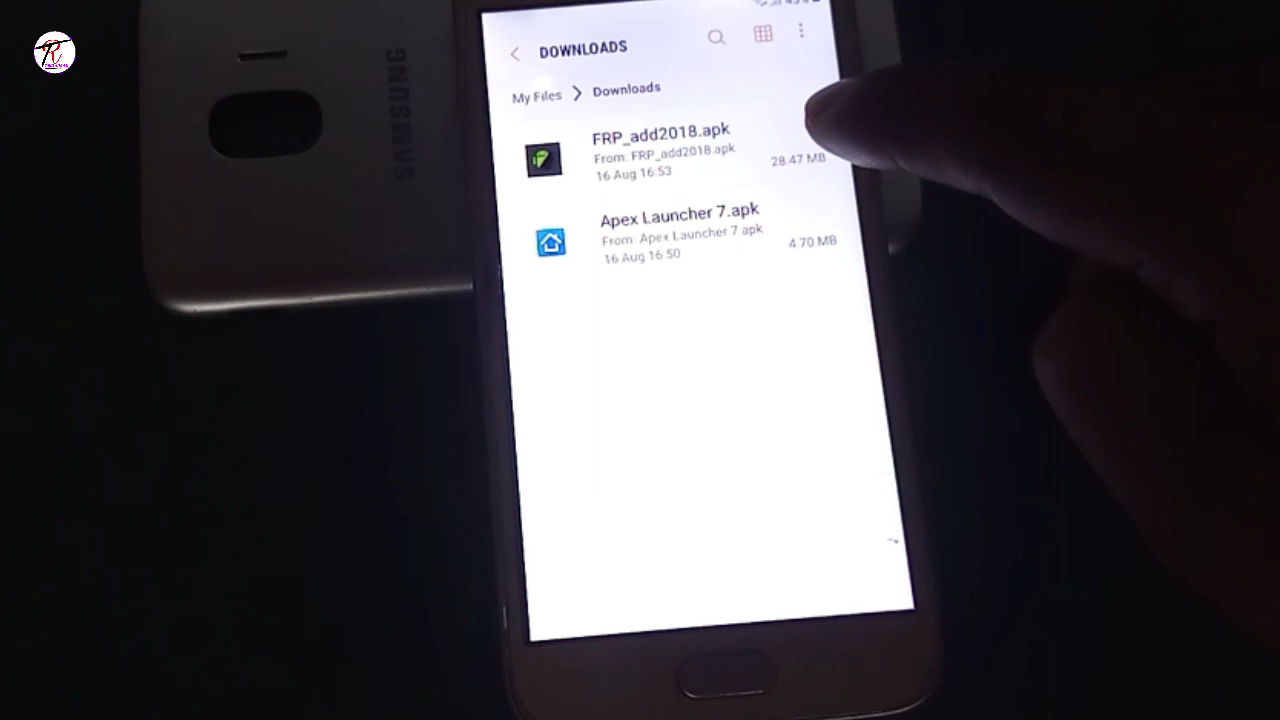 DOWNLOADS
My Files > Downloads
FRP_add2018.apk
From: FRP_add2018.apk
16 Aug 16:53
28.47 MB
Apex Launcher 7.apk
From: Apex Launcher 7.apk
16 Aug 16:50
4.70 MB
SAMSUNG